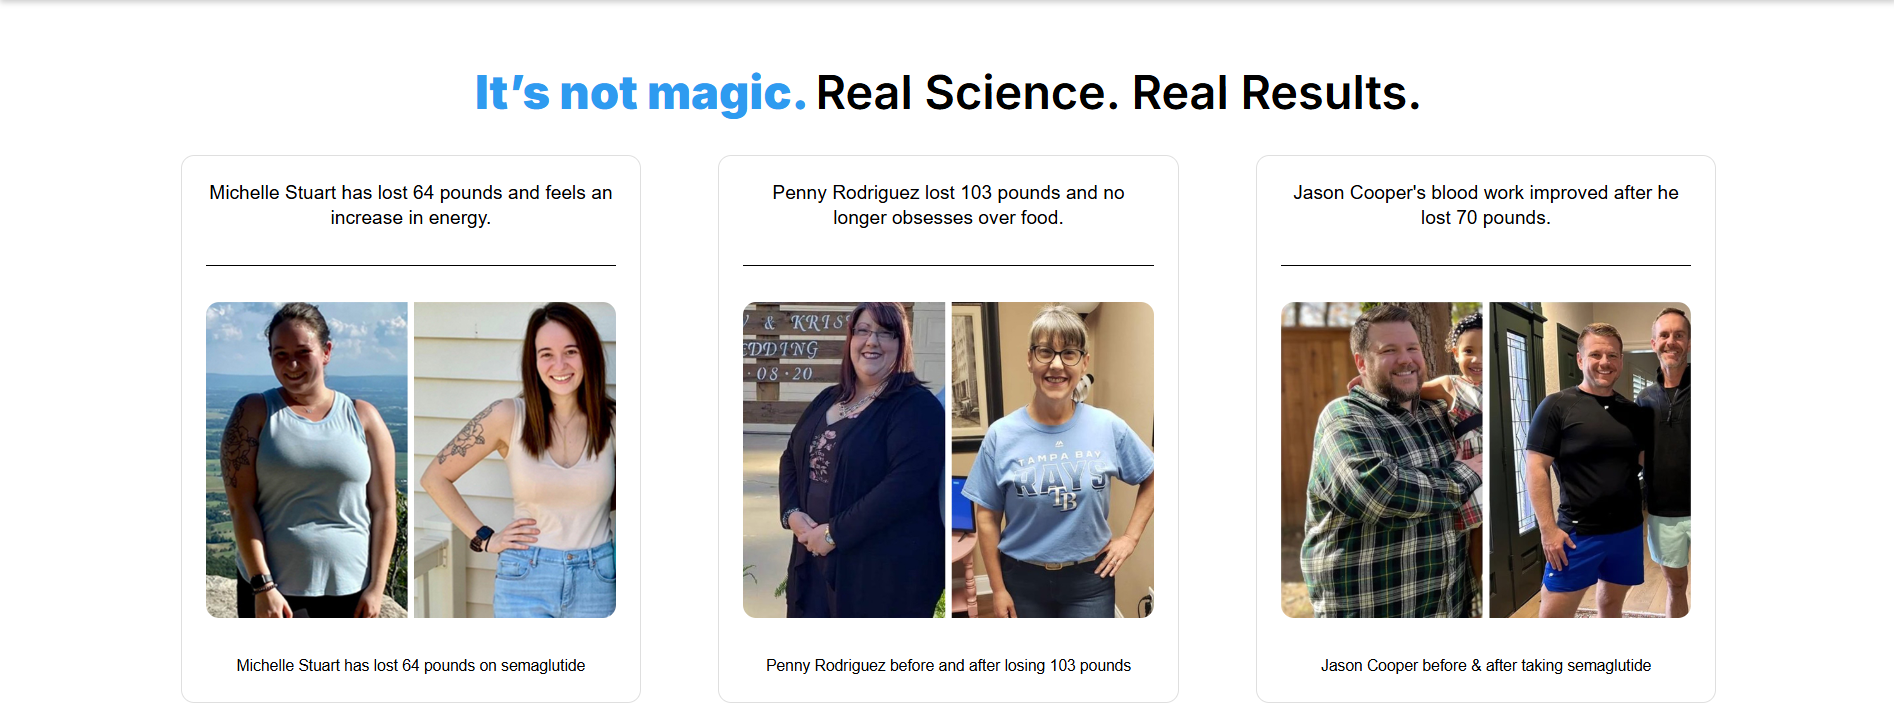 It’s not magic. Real Science. Real Results.
Michelle Stuart has lost 64 pounds and feels an
increase in energy.
Penny Rodriguez lost 103 pounds and no
longer obsesses over food.
Jason Cooper's blood work improved after he
lost 70 pounds.
& KRIS
EDDING
08·20
TAMPA BAY
RAYS
TB
Michelle Stuart has lost 64 pounds on semaglutide
Penny Rodriguez before and after losing 103 pounds
Jason Cooper before & after taking semaglutide